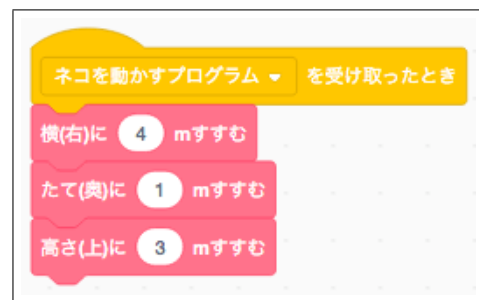 ネコを動かすプログラム を受け取ったとき
横(右)に 4 mすすむ
たて(奥)に 1 mすすむ
高さ(上)に 3 mすすむ